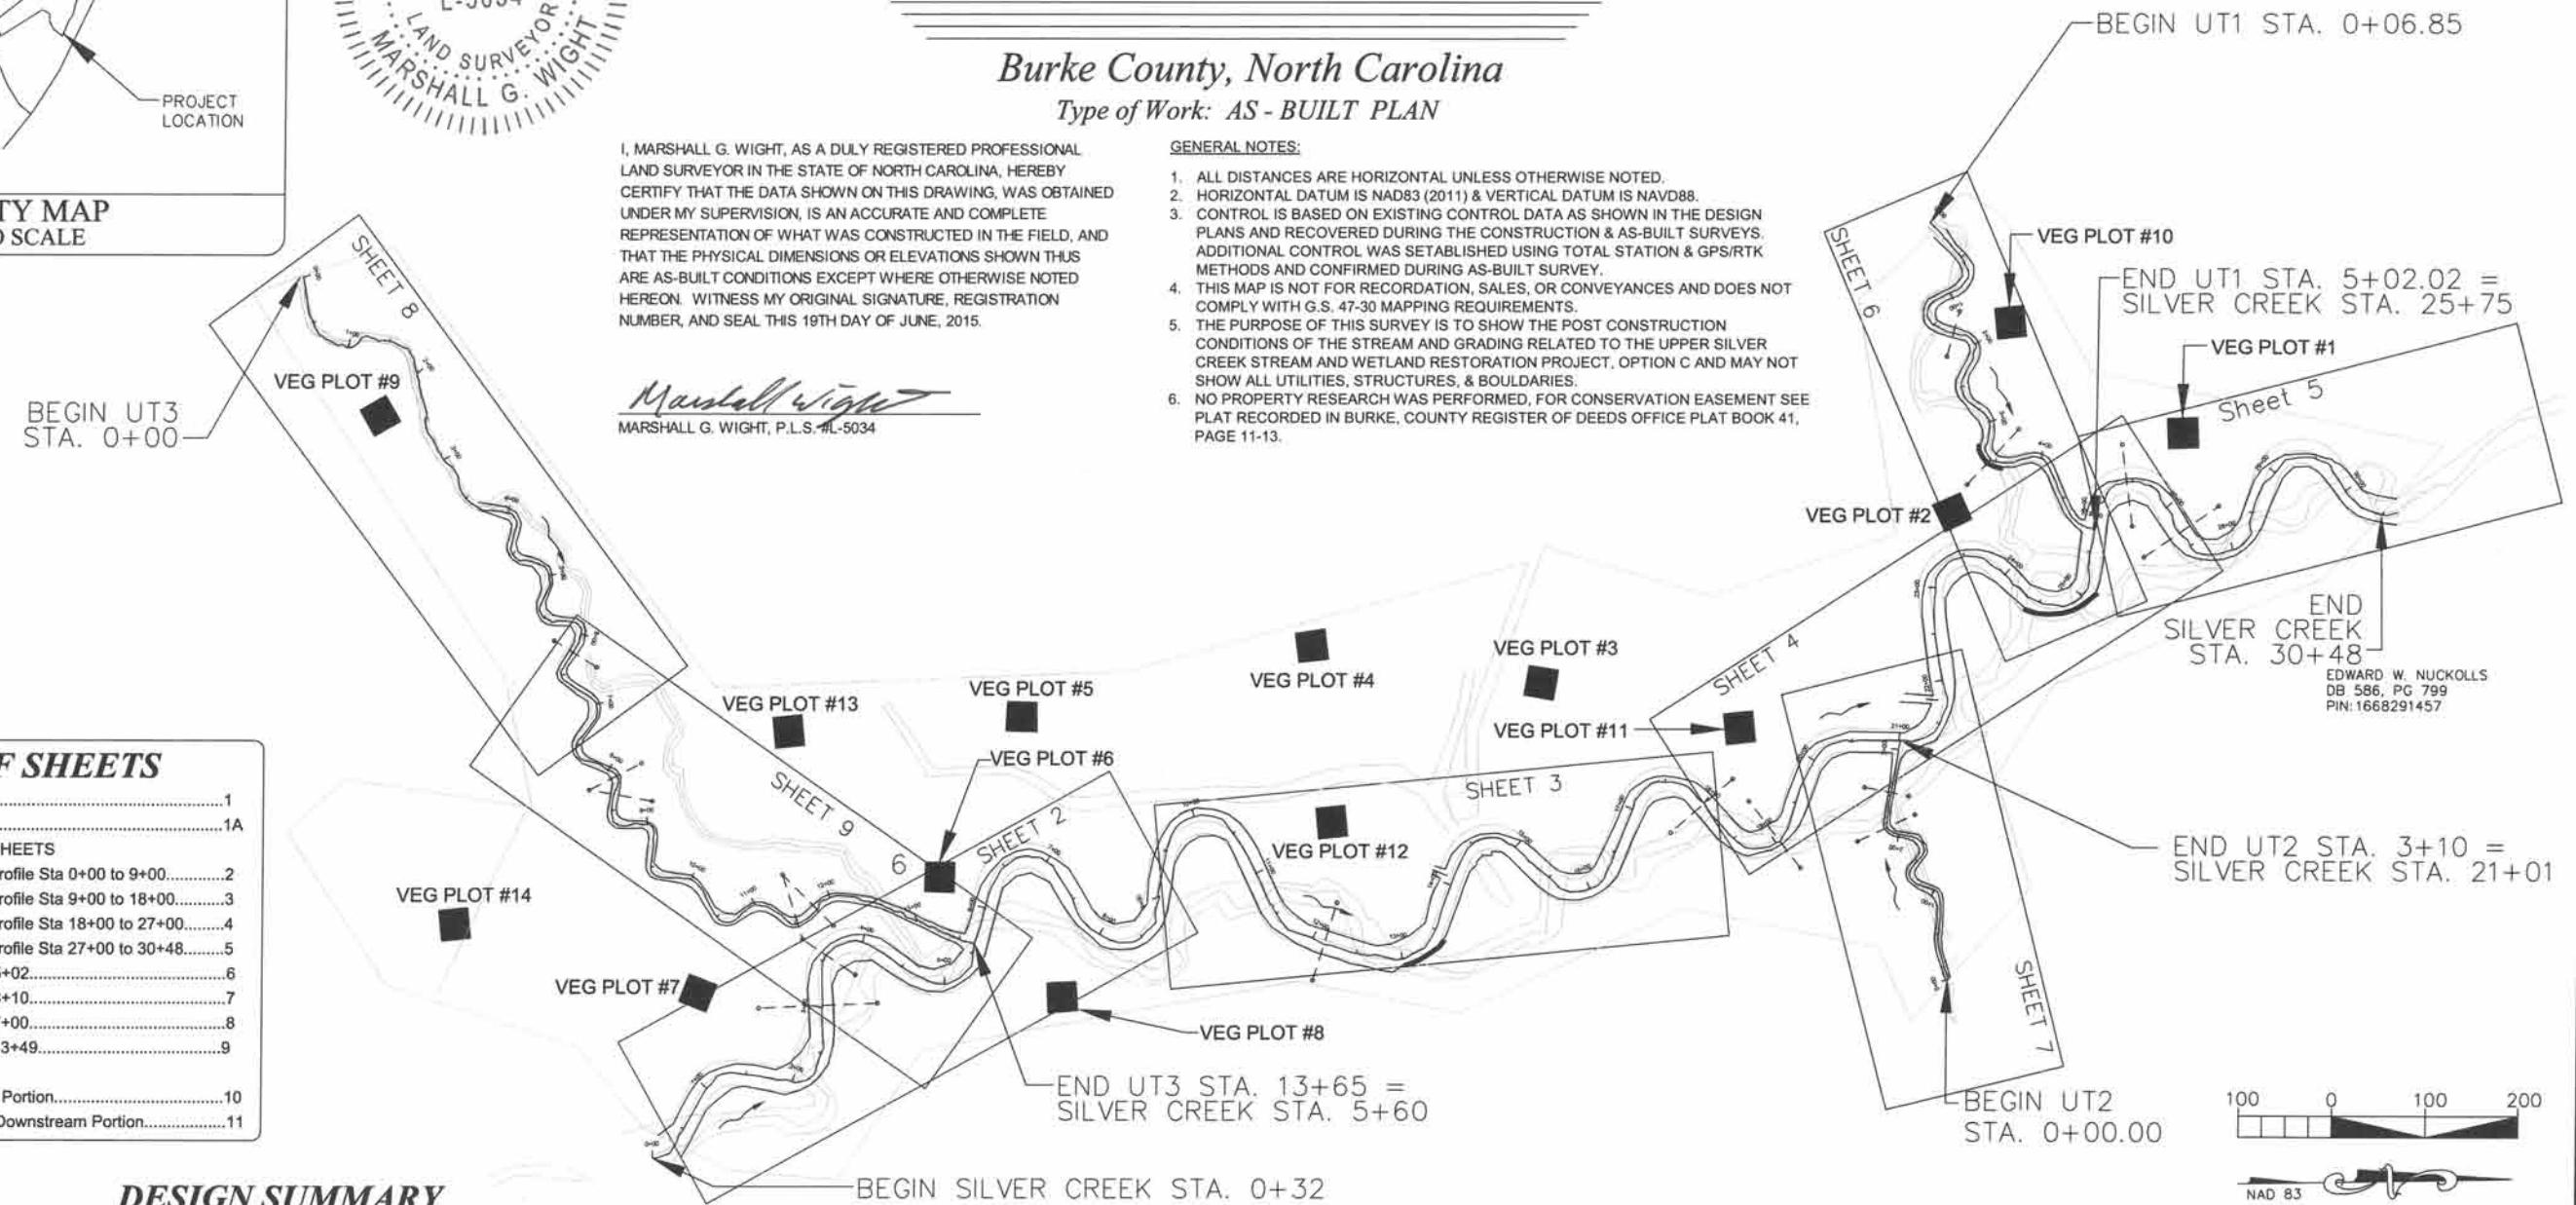 L-5034
LAND SURVEYOR
MARSHALL G. WIGHT
PROJECT
LOCATION
TY MAP
SCALE
Burke County, North Carolina
Type of Work: AS - BUILT PLAN
I, MARSHALL G. WIGHT, AS A DULY REGISTERED PROFESSIONAL
LAND SURVEYOR IN THE STATE OF NORTH CAROLINA, HEREBY
CERTIFY THAT THE DATA SHOWN ON THIS DRAWING, WAS OBTAINED
UNDER MY SUPERVISION, IS AN ACCURATE AND COMPLETE
REPRESENTATION OF WHAT WAS CONSTRUCTED IN THE FIELD, AND
THAT THE PHYSICAL DIMENSIONS OR ELEVATIONS SHOWN THUS
ARE AS-BUILT CONDITIONS EXCEPT WHERE OTHERWISE NOTED
HEREON. WITNESS MY ORIGINAL SIGNATURE, REGISTRATION
NUMBER, AND SEAL THIS 19TH DAY OF JUNE, 2015.
Marshall Wight
MARSHALL G. WIGHT, P.L.S. #L-5034
GENERAL NOTES:
1. ALL DISTANCES ARE HORIZONTAL UNLESS OTHERWISE NOTED.
2. HORIZONTAL DATUM IS NAD83 (2011) & VERTICAL DATUM IS NAVD88.
3. CONTROL IS BASED ON EXISTING CONTROL DATA AS SHOWN IN THE DESIGN
PLANS AND RECOVERED DURING THE CONSTRUCTION & AS-BUILT SURVEYS.
ADDITIONAL CONTROL WAS SETABLISHED USING TOTAL STATION & GPS/RTK
METHODS AND CONFIRMED DURING AS-BUILT SURVEY.
4. THIS MAP IS NOT FOR RECORDATION, SALES, OR CONVEYANCES AND DOES NOT
COMPLY WITH G.S. 47-30 MAPPING REQUIREMENTS.
5. THE PURPOSE OF THIS SURVEY IS TO SHOW THE POST CONSTRUCTION
CONDITIONS OF THE STREAM AND GRADING RELATED TO THE UPPER SILVER
CREEK STREAM AND WETLAND RESTORATION PROJECT, OPTION C AND MAY NOT
SHOW ALL UTILITIES, STRUCTURES, & BOULDARIES.
6. NO PROPERTY RESEARCH WAS PERFORMED, FOR CONSERVATION EASEMENT SEE
PLAT RECORDED IN BURKE, COUNTY REGISTER OF DEEDS OFFICE PLAT BOOK 41,
PAGE 11-13.
BEGIN UT1 STA. 0+06.85
SHEET 6
VEG PLOT #10
END UT1 STA. 5+02.02 =
SILVER CREEK STA. 25+75
VEG PLOT #1
Sheet 5
VEG PLOT #2
END
SILVER CREEK
STA. 30+48
EDWARD W. NUCKOLLS
DB 586, PG 799
PIN:1668291457
SHEET 8
VEG PLOT #9
BEGIN UT3
STA. 0+00
VEG PLOT #13
VEG PLOT #5
VEG PLOT #4
VEG PLOT #3
VEG PLOT #11
SHEET 4
VEG PLOT #6
SHEET 9
6
SHEET 2
SHEET 3
VEG PLOT #12
VEG PLOT #14
VEG PLOT #7
VEG PLOT #8
END UT2 STA. 3+10 =
SILVER CREEK STA. 21+01
SHEET 7
END UT3 STA. 13+65 =
SILVER CREEK STA. 5+60
BEGIN UT2
STA. 0+00.00
BEGIN SILVER CREEK STA. 0+32
F SHEETS
1
1A
HEETS
rofile Sta 0+00 to 9+00............2
rofile Sta 9+00 to 18+00..........3
rofile Sta 18+00 to 27+00........4
rofile Sta 27+00 to 30+48........5
+02......6
+10......7
+00......8
3+49......9
Portion......10
Downstream Portion......11
DESIGN SUMMARY
100 0 100 200
NAD 83